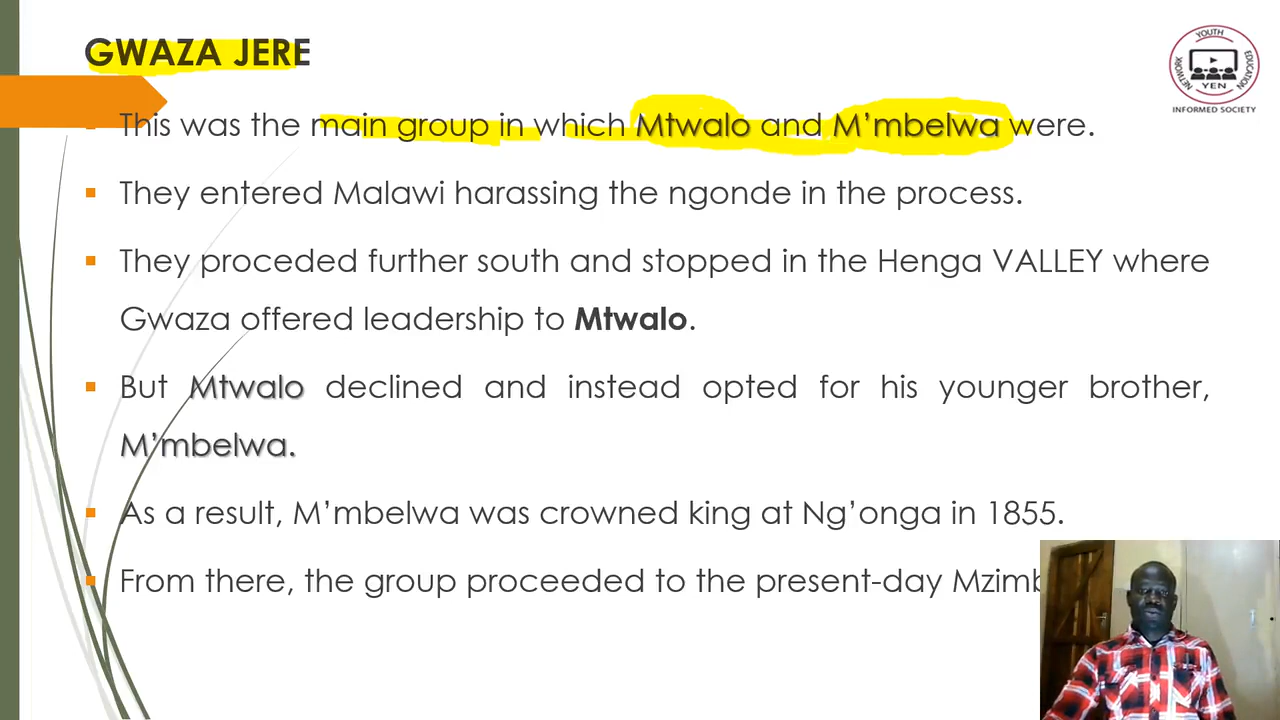 GWAZA JERE
This was the main group in which Mtwalo and M’mbelwa were.
They entered Malawi harassing the ngonde in the process.
They proceded further south and stopped in the Henga VALLEY where
Gwaza offered leadership to Mtwalo.
But Mtwalo declined and instead opted for his younger brother,
M’mbelwa.
As a result, M’mbelwa was crowned king at Ng’onga in 1855.
From there, the group proceeded to the present-day Mzimb
YOUTH
EDUCATION
NETWORK
YEN
INFORMED SOCIETY